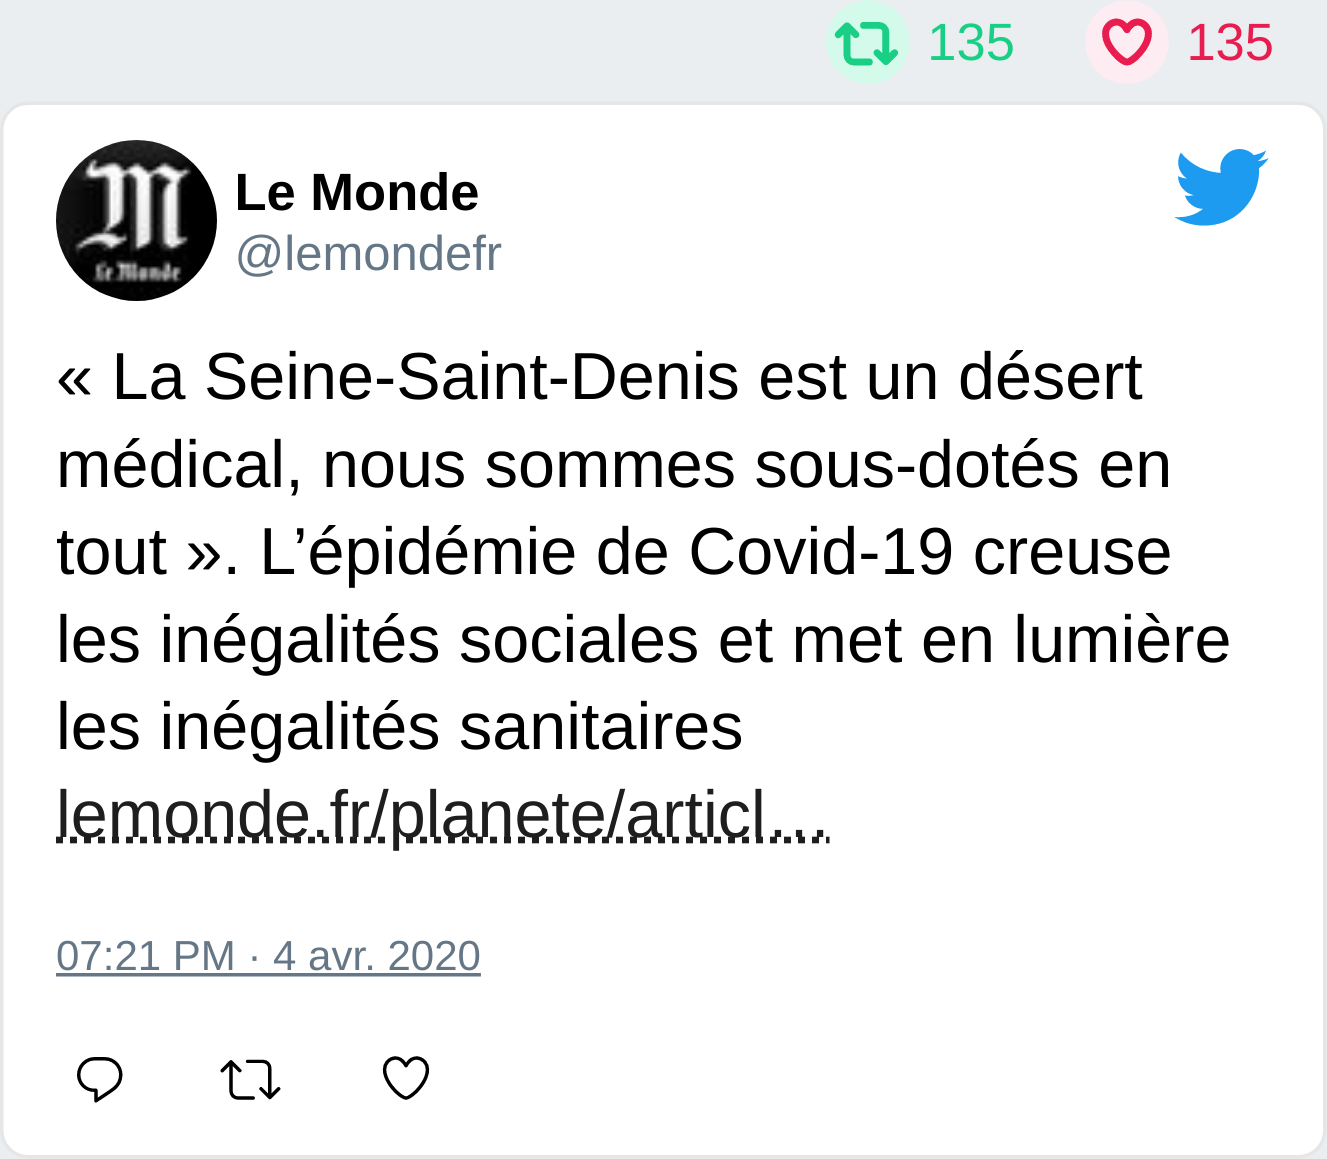 135 135
Le Monde
Le Monde
@lemondefr
« La Seine-Saint-Denis est un désert
médical, nous sommes sous-dotés en
tout ». L’épidémie de Covid-19 creuse
les inégalités sociales et met en lumière
les inégalités sanitaires
lemonde.fr/planete/articl…
07:21 PM · 4 avr. 2020